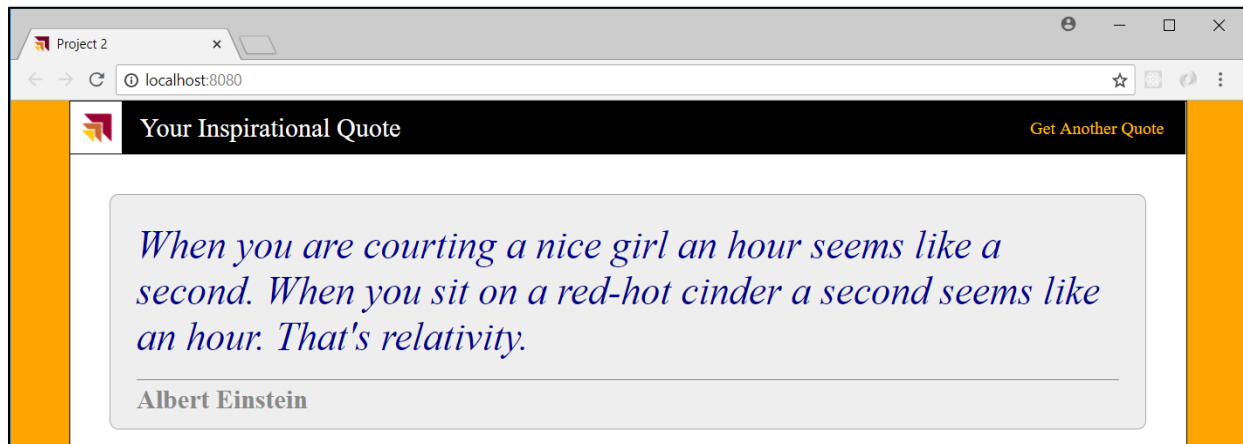 Project 2
localhost:8080
Your Inspirational Quote
Get Another Quote
When you are courting a nice girl an hour seems like a
second. When you sit on a red-hot cinder a second seems like
an hour. That's relativity.
Albert Einstein